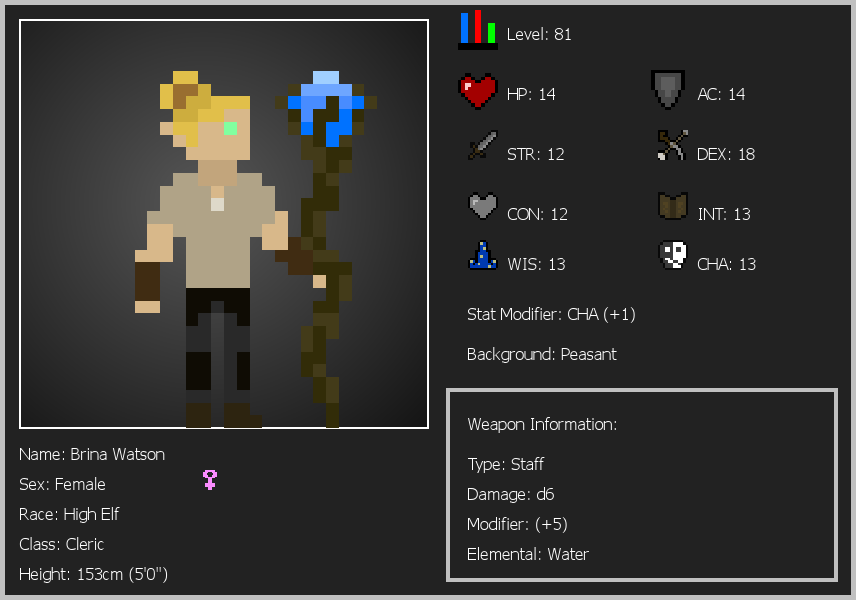 Level: 81
HP: 14
AC: 14
STR: 12
DEX: 18
CON: 12
INT: 13
WIS: 13
CHA: 13
Stat Modifier: CHA (+1)
Background: Peasant
Weapon Information:
Type: Staff
Damage: d6
Modifier: (+5)
Elemental: Water
Name: Brina Watson
Sex: Female
Race: High Elf
Class: Cleric
Height: 153cm (5'0")